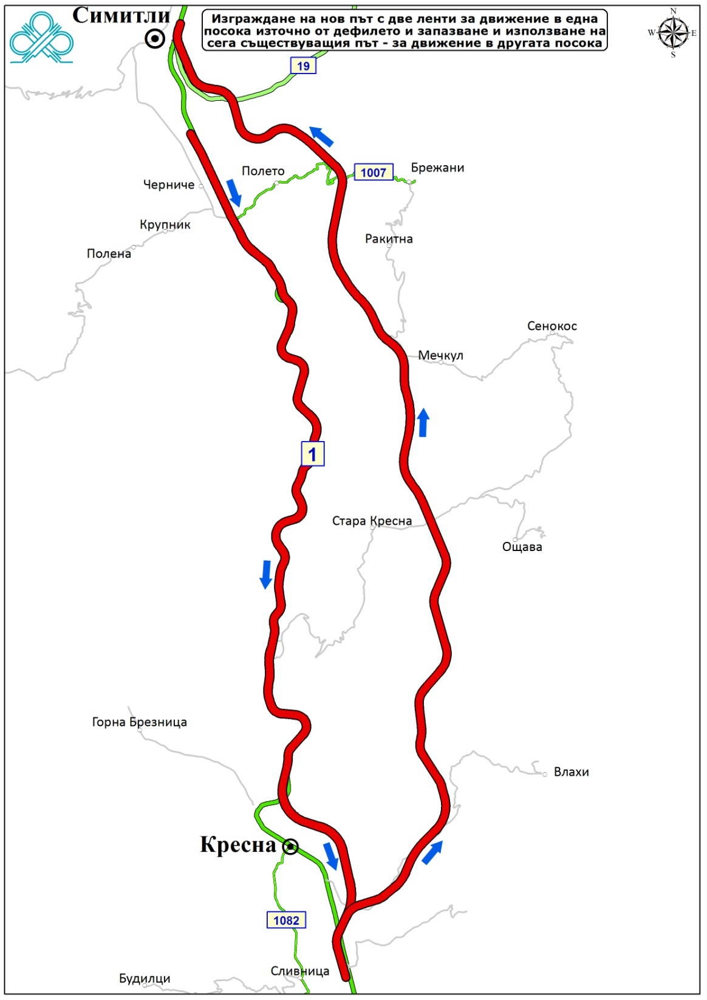 Симитли
Изграждане на нов път с две ленти за движение в една
посока източно от дефилето и запазване и използване на
сега съществуващия път - за движение в другата посока
N
W
E
S
19
Полето
1007
Брежани
Черниче
Крупник
Ракитна
Полена
Сенокос
Мечкул
1
Стара Кресна
Ощава
Горна Брезница
Влахи
Кресна
1082
Сливница
Будилци